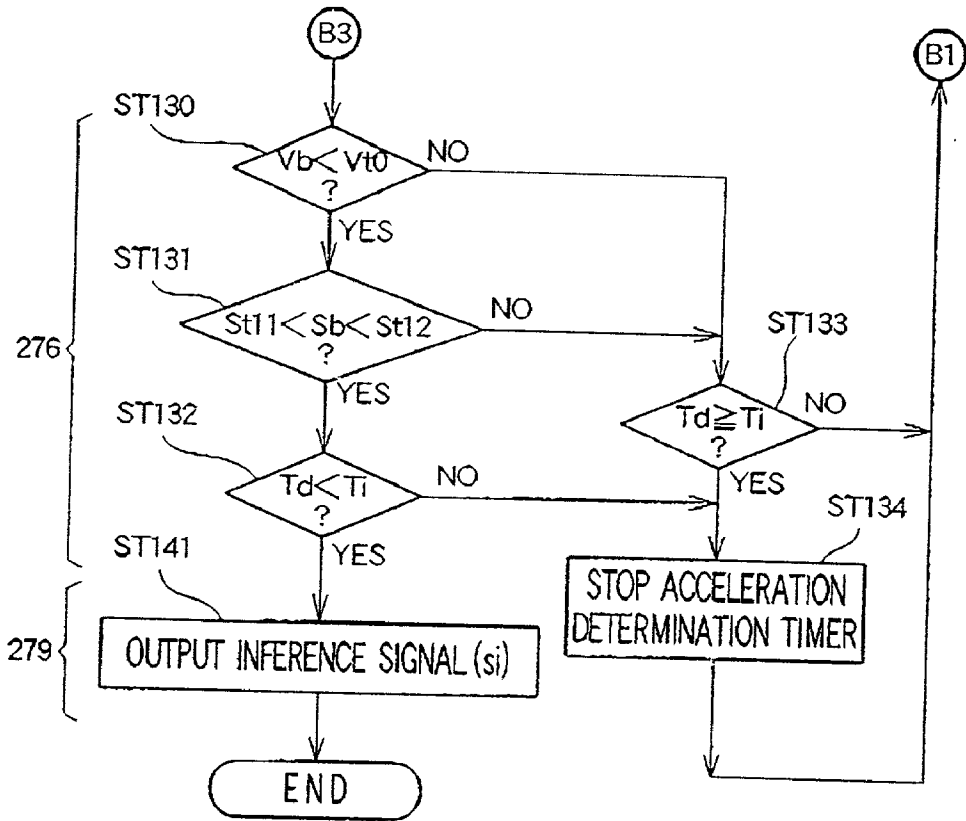 B3
B1
ST130
Vb<Vt0
?
NO
YES
ST131
St11<Sb<St12
?
NO
YES
276
ST133
Td≧Ti
?
NO
YES
ST132
Td<Ti
?
NO
YES
ST134
STOP ACCELERATION
DETERMINATION TIMER
ST141
279
OUTPUT INFERENCE SIGNAL(si)
END